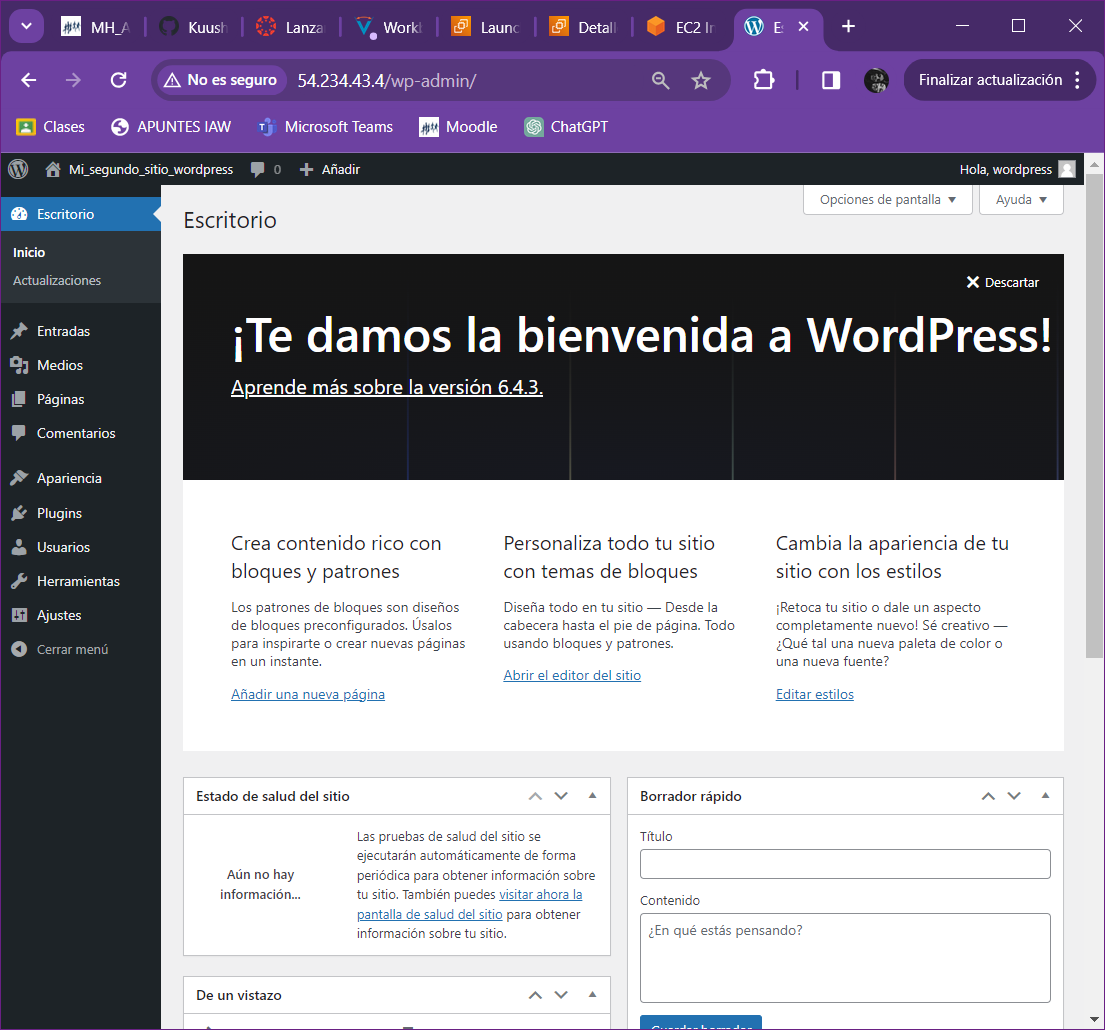 MH_A
Kuush
Lanza
Workb
Launc
Detall
EC2 In
No es seguro
54.234.43.4/wp-admin/
Finalizar actualización
Clases
APUNTES IAW
Microsoft Teams
Moodle
ChatGPT
Mi_segundo_sitio_wordpress
0
Añadir
Hola, wordpress
Escritorio
Inicio
Actualizaciones
Entradas
Medios
Páginas
Comentarios
Apariencia
Plugins
Usuarios
Herramientas
Ajustes
Cerrar menú
Opciones de pantalla
Ayuda
Escritorio
Descartar
¡Te damos la bienvenida a WordPress!
Aprende más sobre la versión 6.4.3.
Crea contenido rico con
bloques y patrones
Los patrones de bloques son diseños
de bloques preconfigurados. Úsalos
para inspirarte o crear nuevas páginas
en un instante.
Añadir una nueva página
Personaliza todo tu sitio
con temas de bloques
Diseña todo en tu sitio — Desde la
cabecera hasta el pie de página. Todo
usando bloques y patrones.
Abrir el editor del sitio
Cambia la apariencia de tu
sitio con los estilos
¡Retoca tu sitio o dale un aspecto
completamente nuevo! Sé creativo —
¿Qué tal una nueva paleta de color o
una nueva fuente?
Editar estilos
Estado de salud del sitio
Aún no hay
información...
Las pruebas de salud del sitio se
ejecutarán automáticamente de forma
periódica para obtener información sobre
tu sitio. También puedes visitar ahora la
pantalla de salud del sitio para obtener
información sobre tu sitio.
De un vistazo
Borrador rápido
Título
Contenido
¿En qué estás pensando?
Guardar borrador